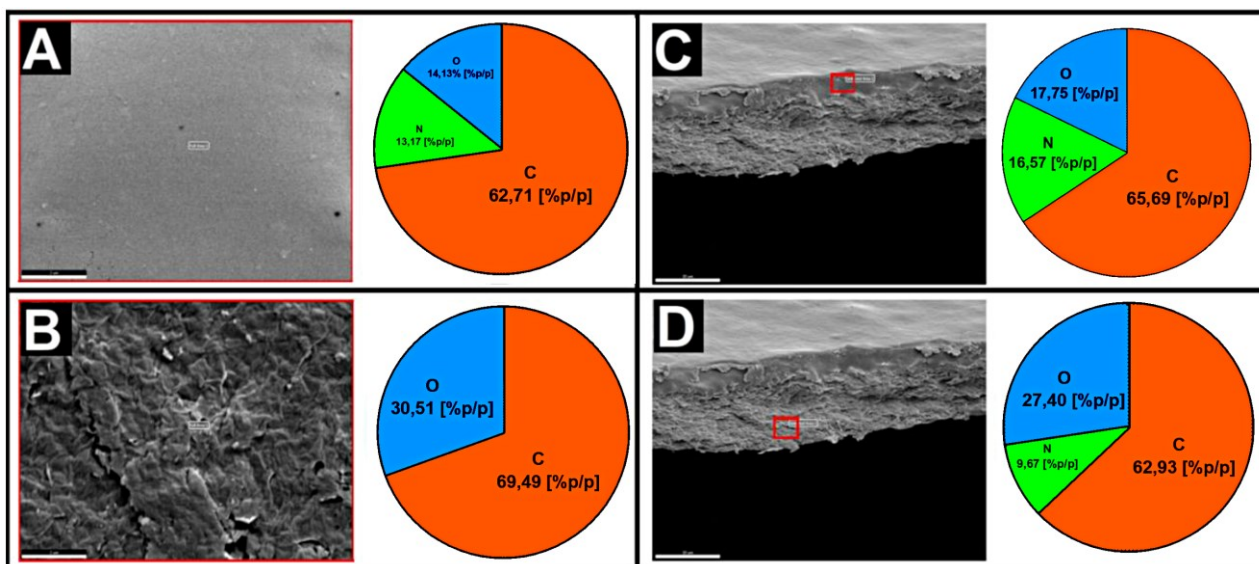 A
O
14,13% [%p/p]
N
13,17 [%p/p]
C
62,71 [%p/p]
B
O
30,51 [%p/p]
C
69,49 [%p/p]
C
O
17,75 [%p/p]
N
16,57 [%p/p]
C
65,69 [%p/p]
D
O
27,40 [%p/p]
N
9,67 [%p/p]
C
62,93 [%p/p]